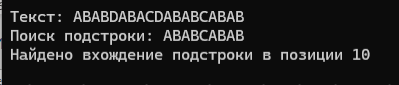 Текст: ABABDABACDABABCABAB
Поиск подстроки: ABABCABAB
Найдено вхождение подстроки в позиции 10